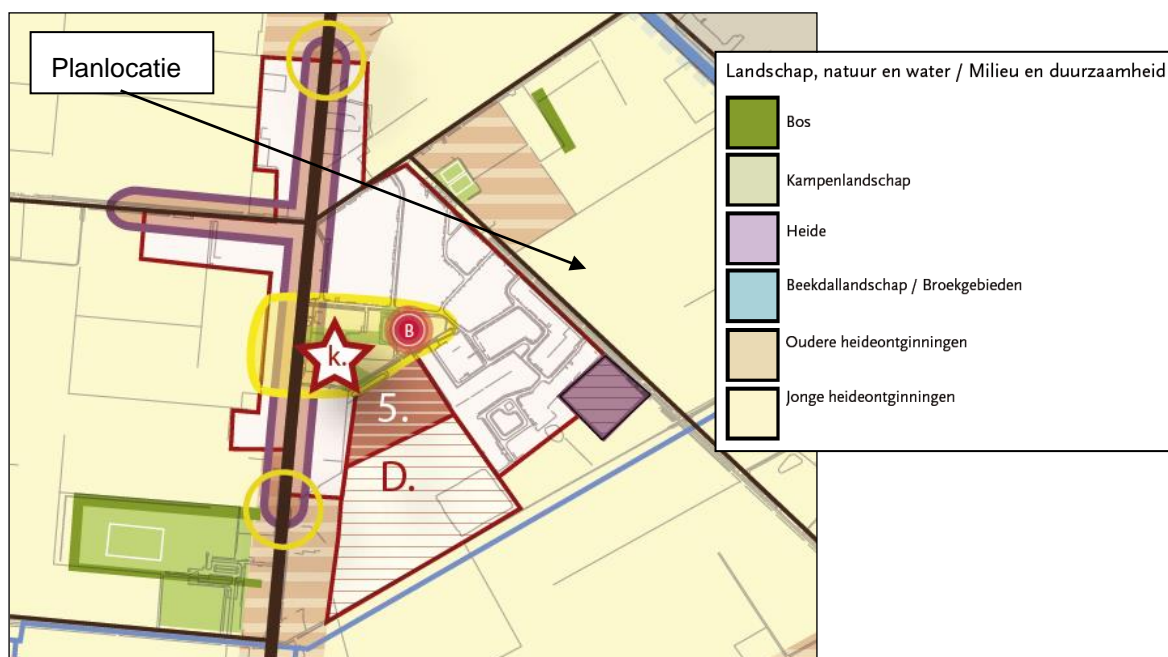 Planlocatie
k.
B
5.
D.
Landschap, natuur en water / Milieu en duurzaamheid
Bos
Kampenlandschap
Heide
Beekdallandschap / Broekgebieden
Oudere heideontginningen
Jonge heideontginningen